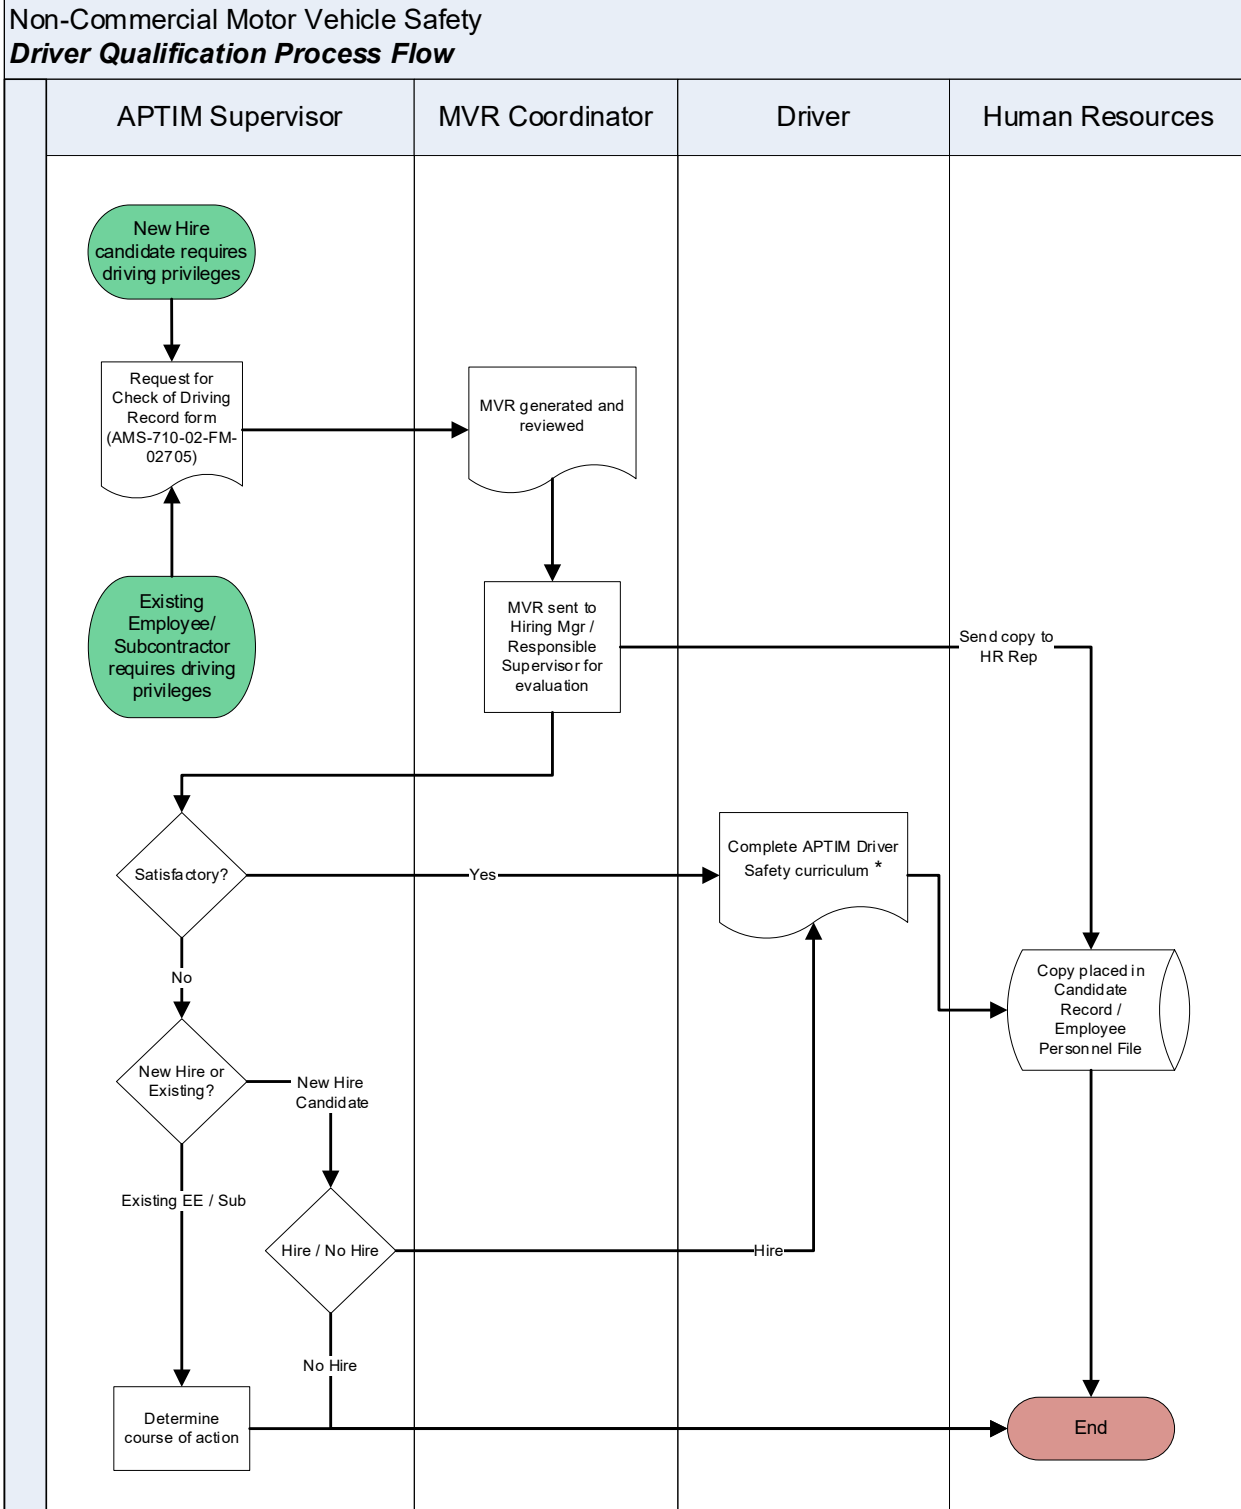 Non-Commercial Motor Vehicle Safety
Driver Qualification Process Flow
APTIM Supervisor
MVR Coordinator
Driver
Human Resources
New Hire
candidate requires
driving privileges
Request for
Check of Driving
Record form
(AMS-710-02-FM-
02705)
MVR generated and
reviewed
Existing
Employee/
Subcontractor
requires driving
privileges
MVR sent to
Hiring Mgr /
Responsible
Supervisor for
evaluation
Send copy to
HR Rep
Satisfactory?
Yes
Complete APTIM Driver
Safety curriculum *
No
Copy placed in
Candidate
Record /
Employee
Personnel File
New Hire or
Existing?
New Hire
Candidate
Existing EE / Sub
Hire / No Hire
Hire
No Hire
Determine
course of action
End